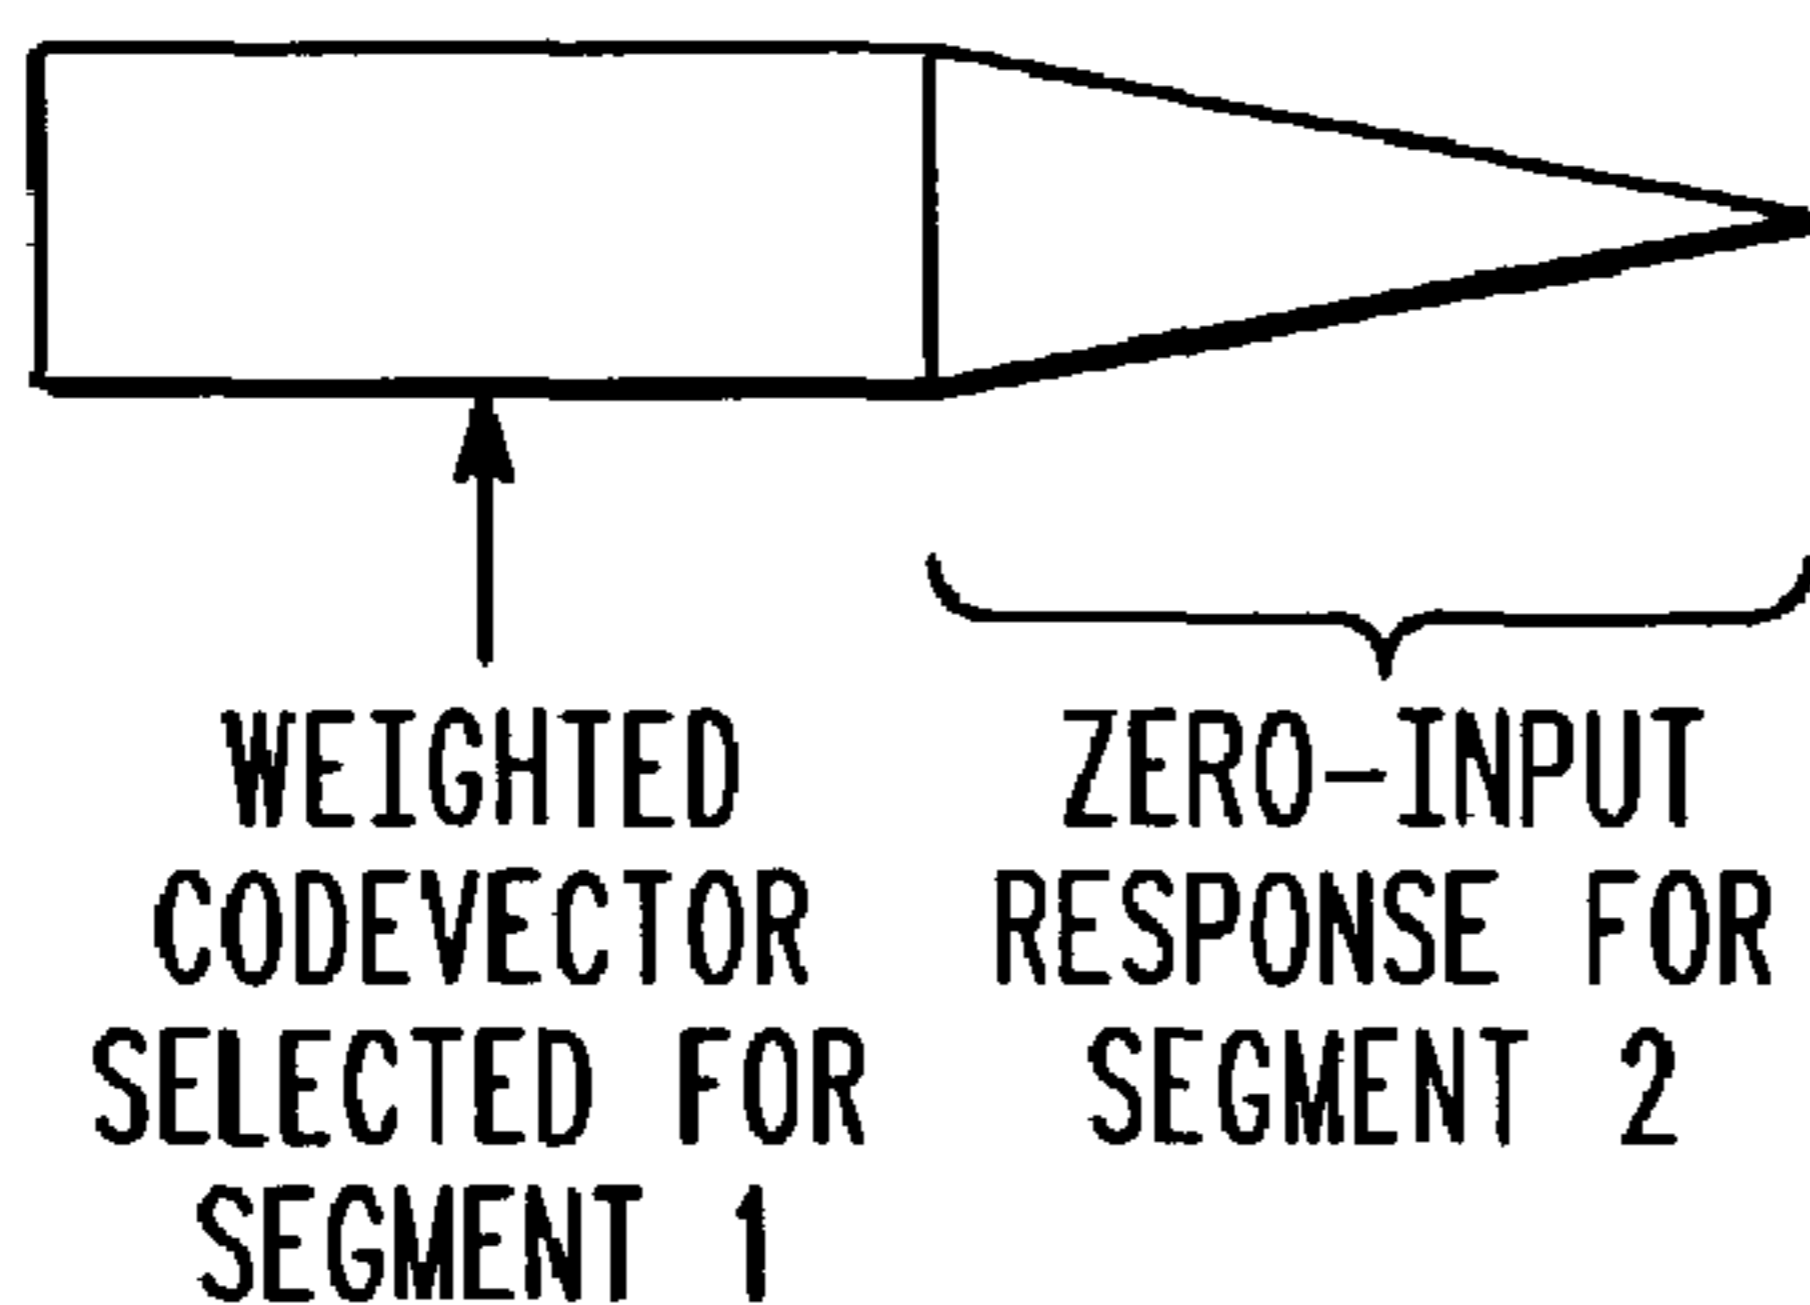 WEIGHTED
CODEVECTOR
SELECTED FOR
SEGMENT 1
ZERO-INPUT
RESPONSE FOR
SEGMENT 2